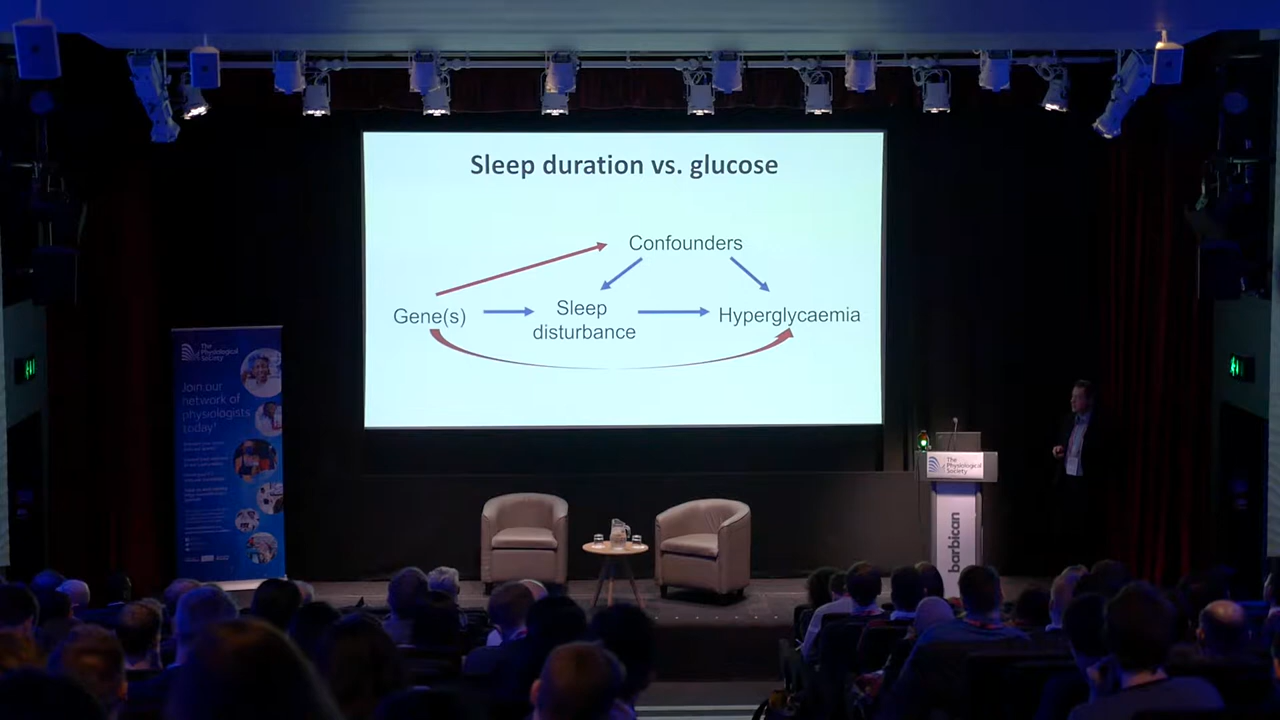 Sleep duration vs. glucose
Confounders
Gene(s)
Sleep
disturbance
Hyperglycaemia
The
Physiological
Society
Join our
network of
physiologists
today!
The
Physiological
Society
barbican